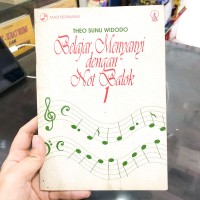 THEO SUNU WIDODO
Belajar Menyanyi
dengan
Not Balok
1